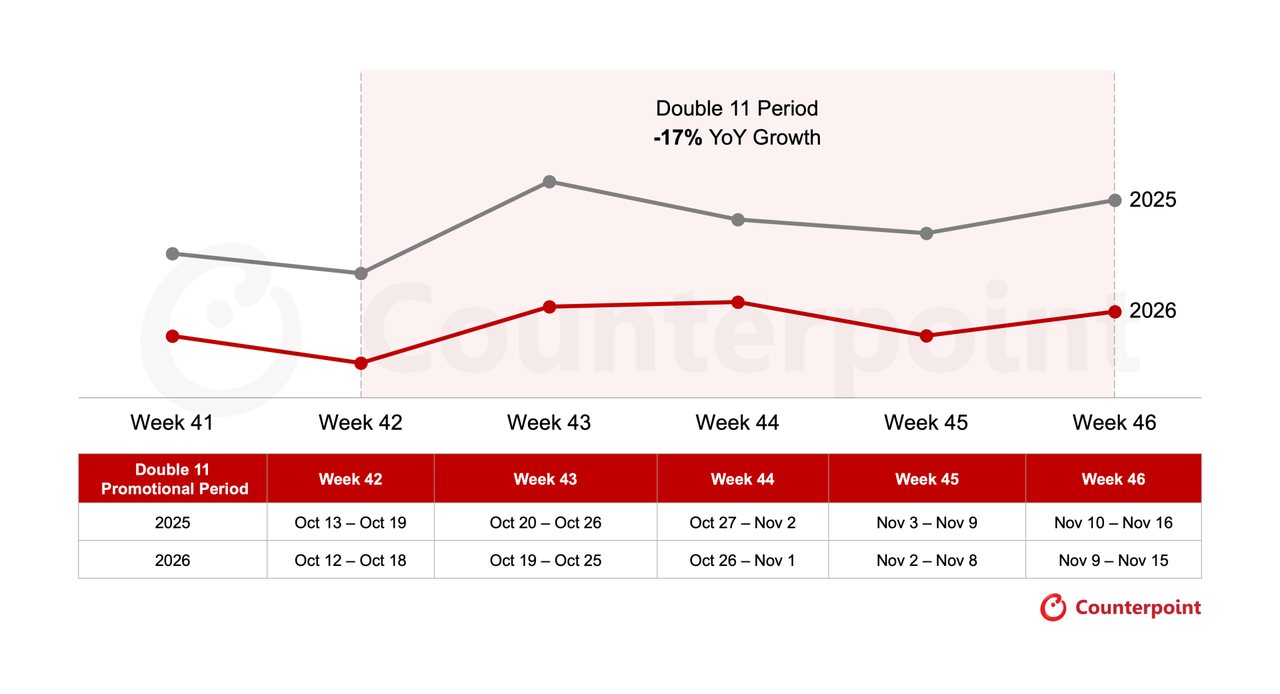 Double 11 Period
-17% YoY Growth
2025
2026
Counterpoint
Week 41 Week 42 Week 43 Week 44 Week 45 Week 46
Double 11 Promotional Period Week 42 Week 43 Week 44 Week 45 Week 46
2025 Oct 13 – Oct 19 Oct 20 – Oct 26 Oct 27 – Nov 2 Nov 3 – Nov 9 Nov 10 – Nov 16
2026 Oct 12 – Oct 18 Oct 19 – Oct 25 Oct 26 – Nov 1 Nov 2 – Nov 8 Nov 9 – Nov 15
Counterpoint